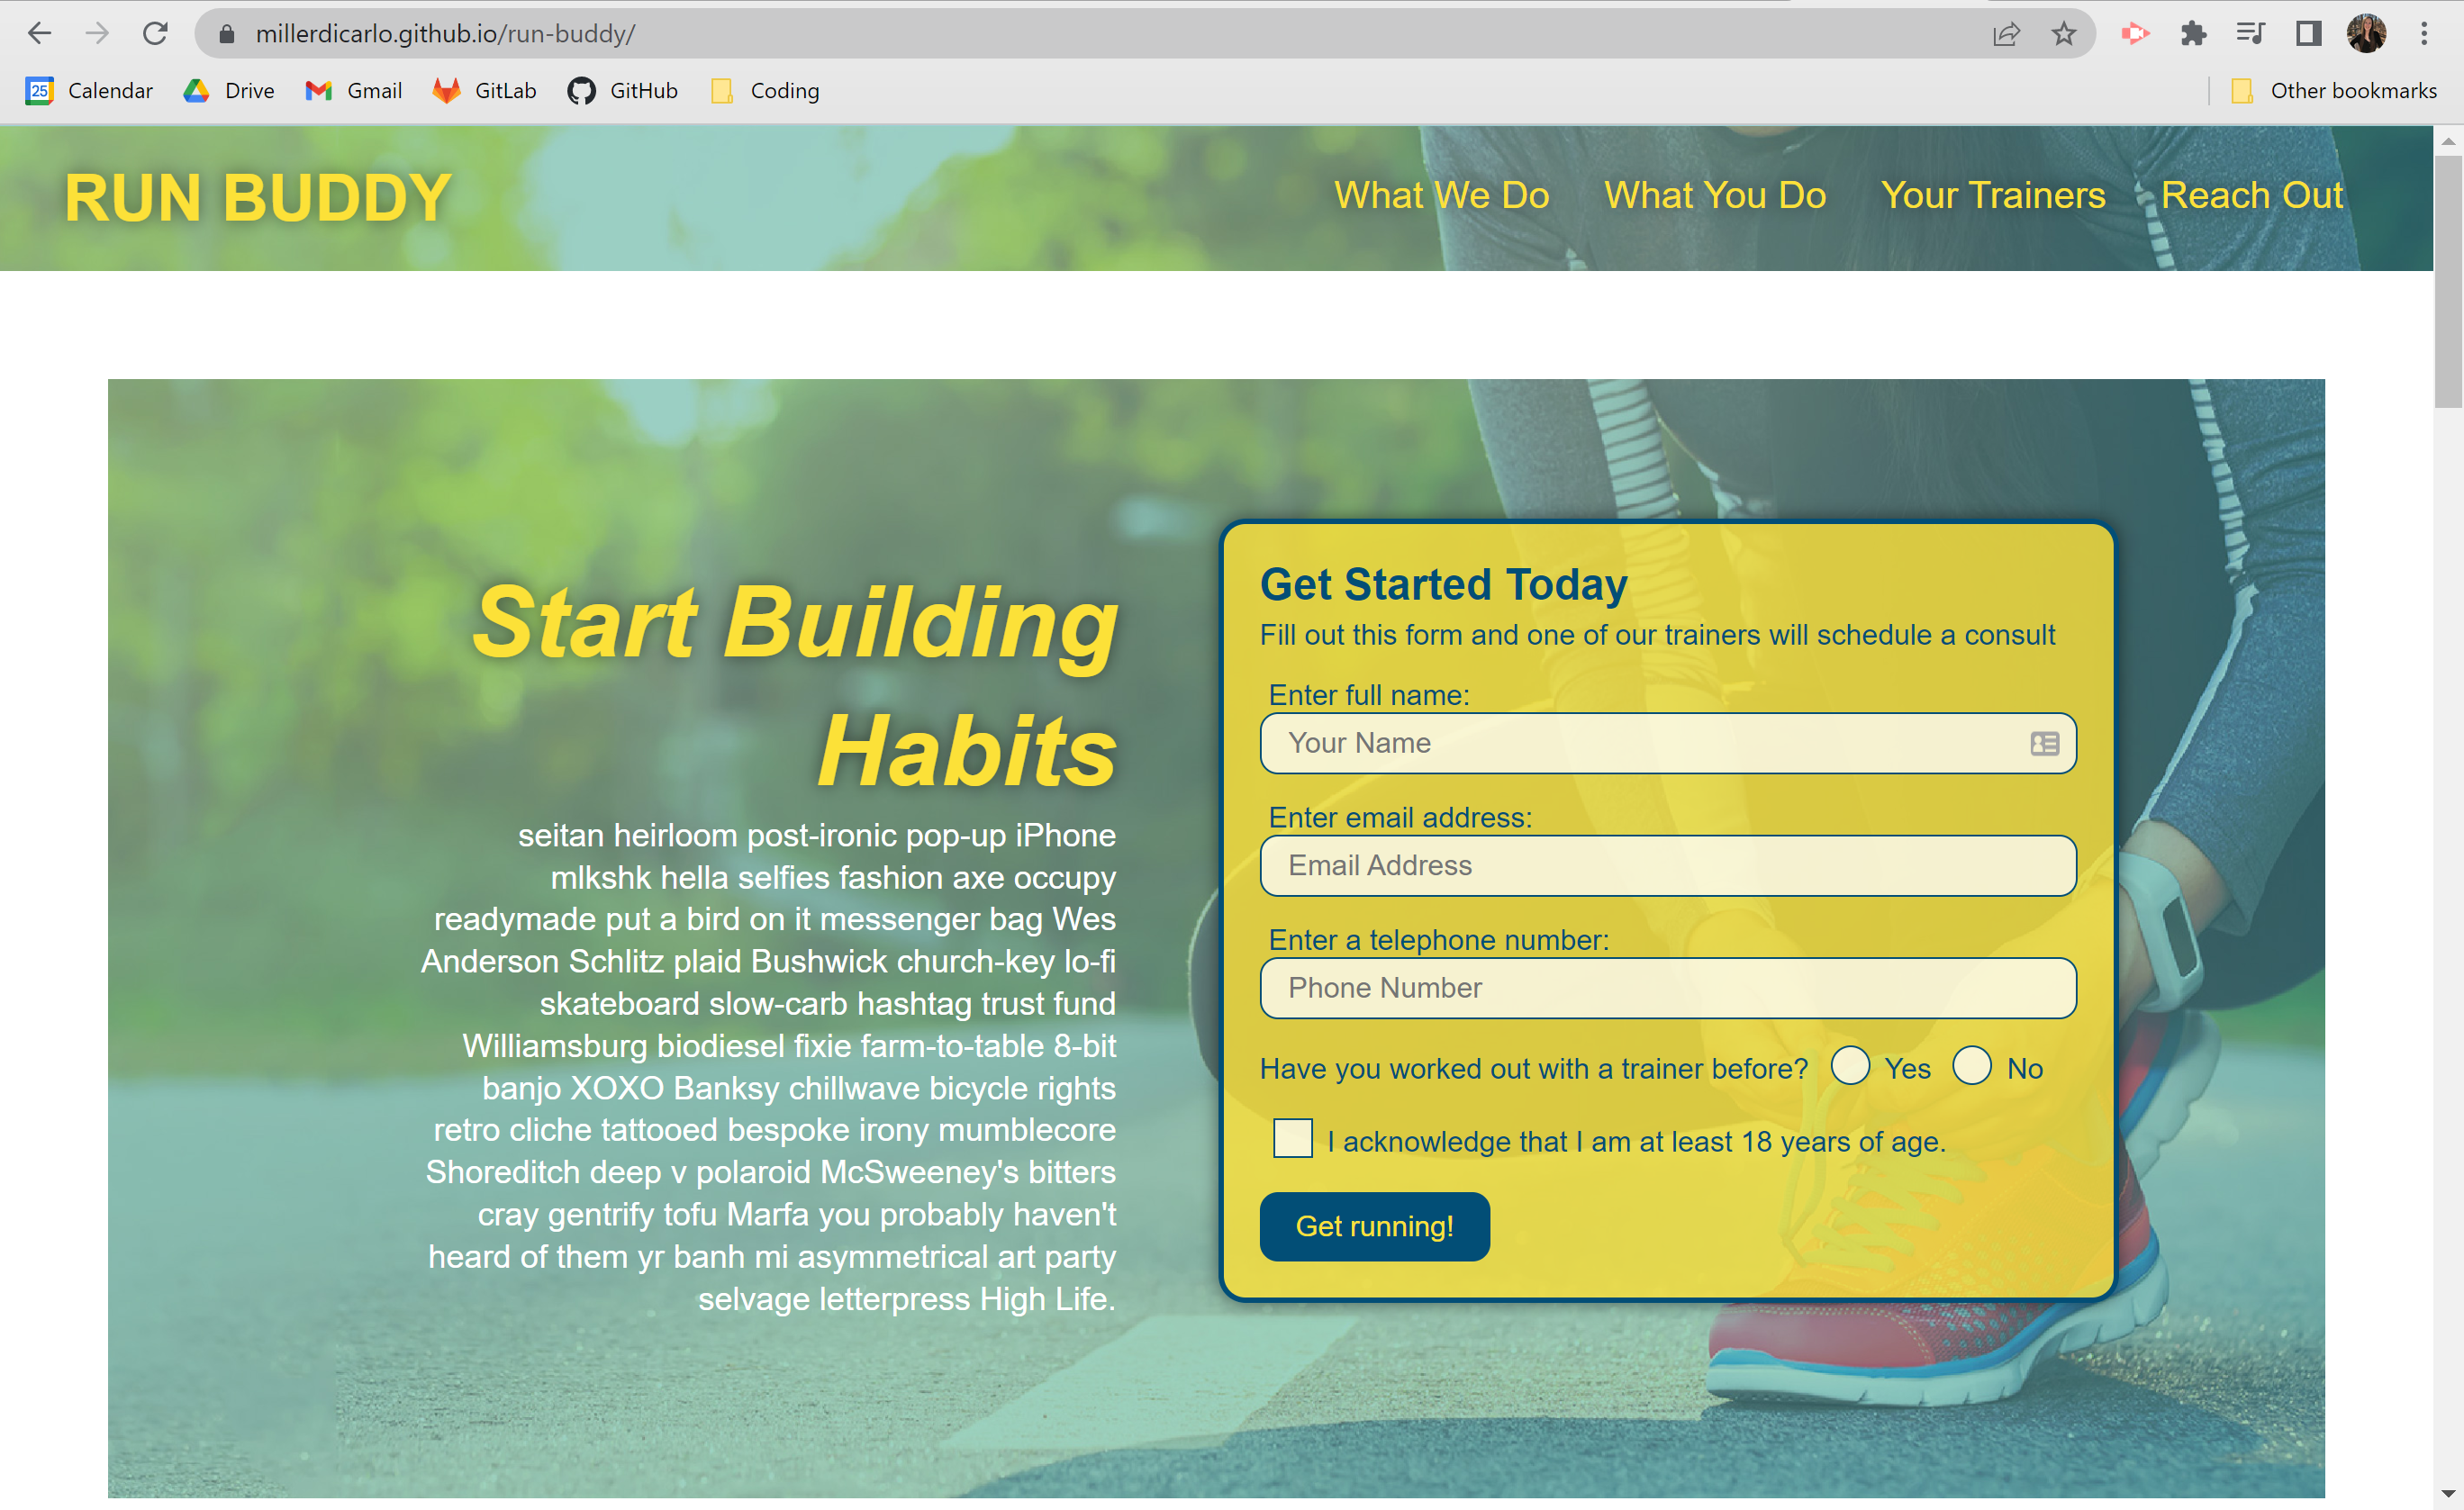 millerdicarlo.github.io/run-buddy/
25 Calendar Drive Gmail GitLab GitHub Coding Other bookmarks
RUN BUDDY What We Do What You Do Your Trainers Reach Out
Start Building
Habits
seitan heirloom post-ironic pop-up iPhone
mlkshk hella selfies fashion axe occupy
readymade put a bird on it messenger bag Wes
Anderson Schlitz plaid Bushwick church-key lo-fi
skateboard slow-carb hashtag trust fund
Williamsburg biodiesel fixie farm-to-table 8-bit
banjo XOXO Banksy chillwave bicycle rights
retro cliche tattooed bespoke irony mumblecore
Shoreditch deep v polaroid McSweeney's bitters
cray gentrify tofu Marfa you probably haven't
heard of them yr banh mi asymmetrical art party
selvage letterpress High Life.
Get Started Today
Fill out this form and one of our trainers will schedule a consult
Enter full name:
Your Name
Enter email address:
Email Address
Enter a telephone number:
Phone Number
Have you worked out with a trainer before? Yes No
I acknowledge that I am at least 18 years of age.
Get running!